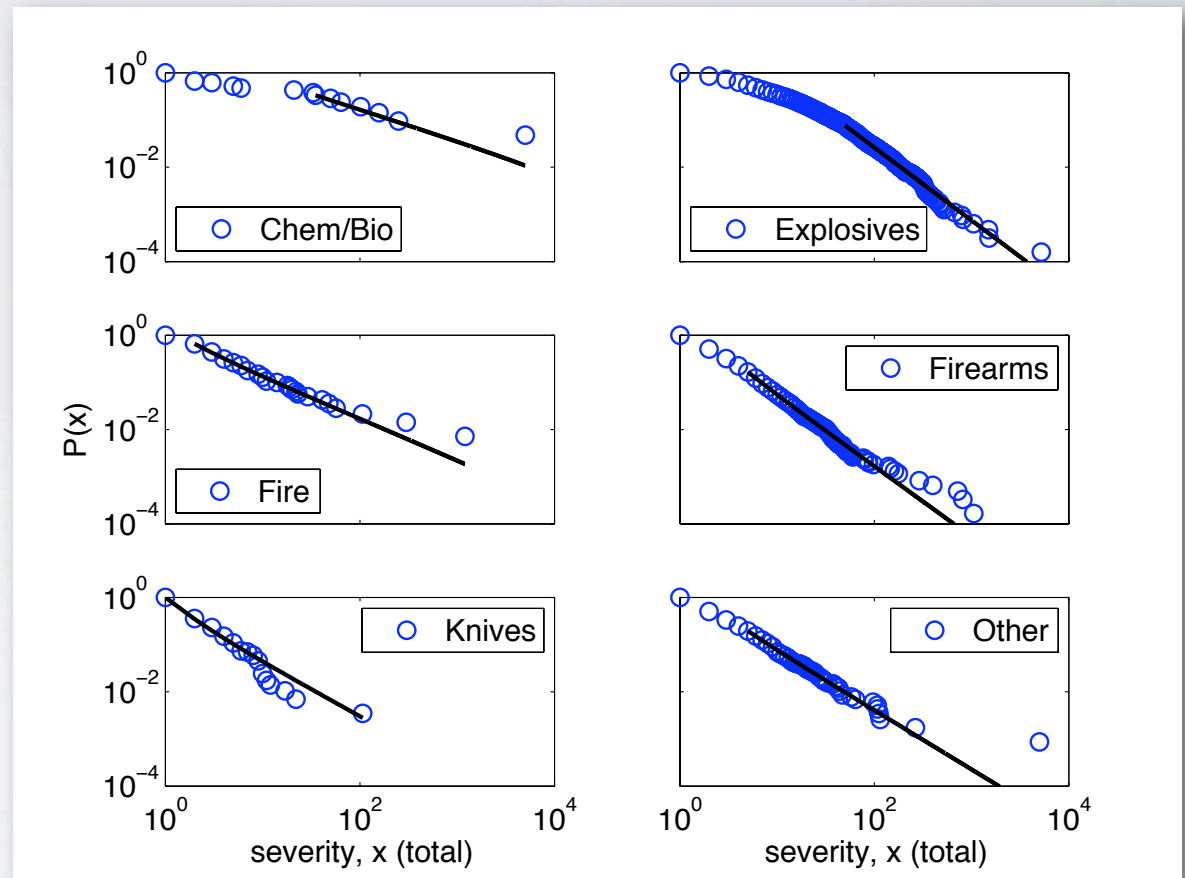 10^0
10^−2
10^−4
Chem/Bio
Explosives
10^0
10^−2
10^−4
P(x)
Fire
Firearms
10^0
10^−2
10^−4
Knives
Other
10^0 10^2 10^4
10^0 10^2 10^4
severity, x (total)
severity, x (total)